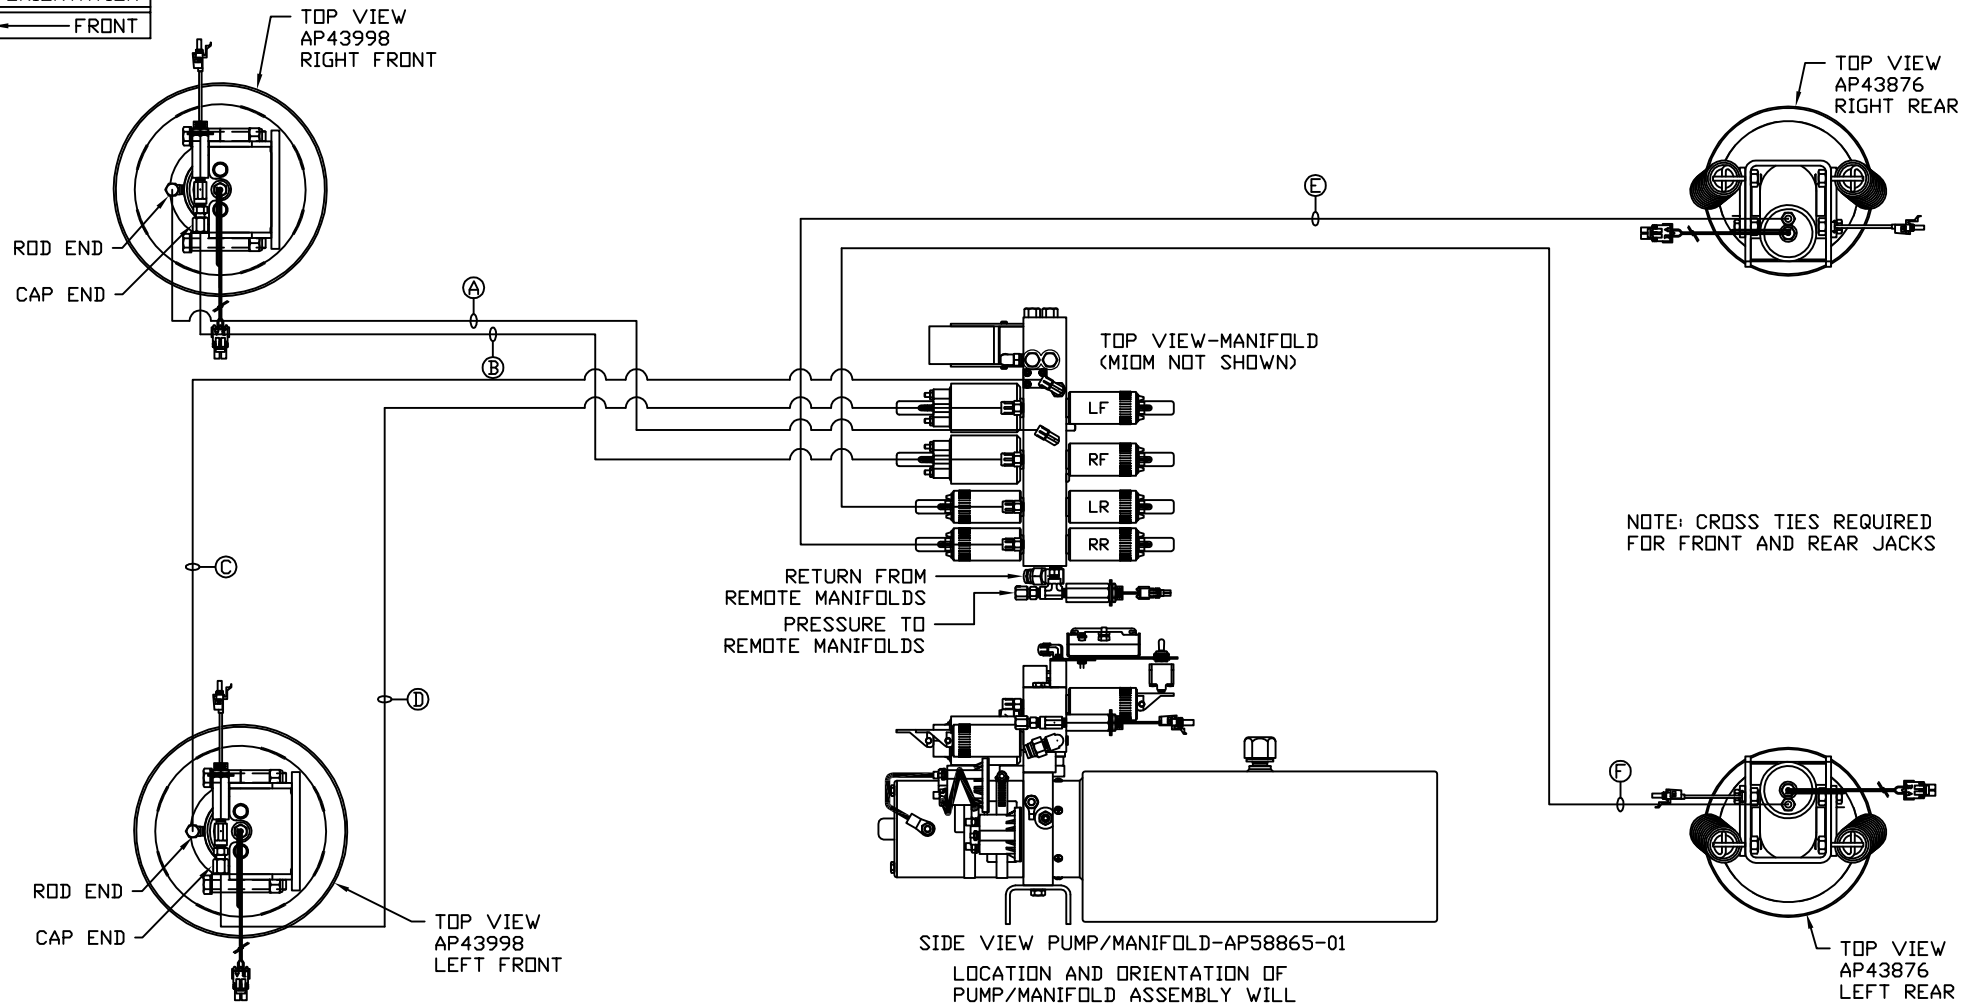 FRONT
TOP VIEW
AP43998
RIGHT FRONT
TOP VIEW
AP43876
RIGHT REAR
ROD END
CAP END
A
B
E
TOP VIEW-MANIFOLD
(MIOM NOT SHOWN)
LF
RF
LR
RR
NOTE: CROSS TIES REQUIRED
FOR FRONT AND REAR JACKS
C
RETURN FROM
REMOTE MANIFOLDS
PRESSURE TO
REMOTE MANIFOLDS
D
F
ROD END
CAP END
TOP VIEW
AP43998
LEFT FRONT
SIDE VIEW PUMP/MANIFOLD-AP58865-01
LOCATION AND ORIENTATION OF
PUMP/MANIFOLD ASSEMBLY WILL
TOP VIEW
AP43876
LEFT REAR